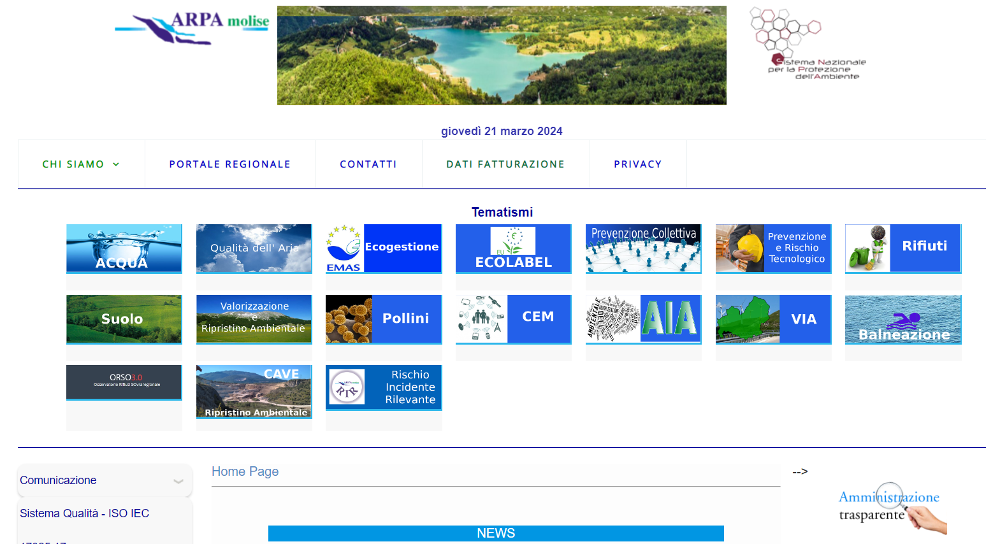 ARPA molise
Sistema Nazionale
per la Protezione
dell'Ambiente
giovedì 21 marzo 2024
CHI SIAMO
PORTALE REGIONALE
CONTATTI
DATI FATTURAZIONE
PRIVACY
Tematismi
ACQUA
Qualità dell' Aria
EMAS
Ecogestione
EU
ECOLABEL
Prevenzione Collettiva
Prevenzione
e Rischio
Tecnologico
Rifiuti
Suolo
Valorizzazione
e
Ripristino Ambientale
Pollini
CEM
AIA
VIA
Balneazione
ORSO3.0
Osservatorio Rifiuti SOvraregionale
CAVE
Ripristino Ambientale
ARPA molise
RIR
Rischio
Incidente
Rilevante
Comunicazione
Home Page
-->
Amministrazione
trasparente
Sistema Qualità - ISO IEC
NEWS